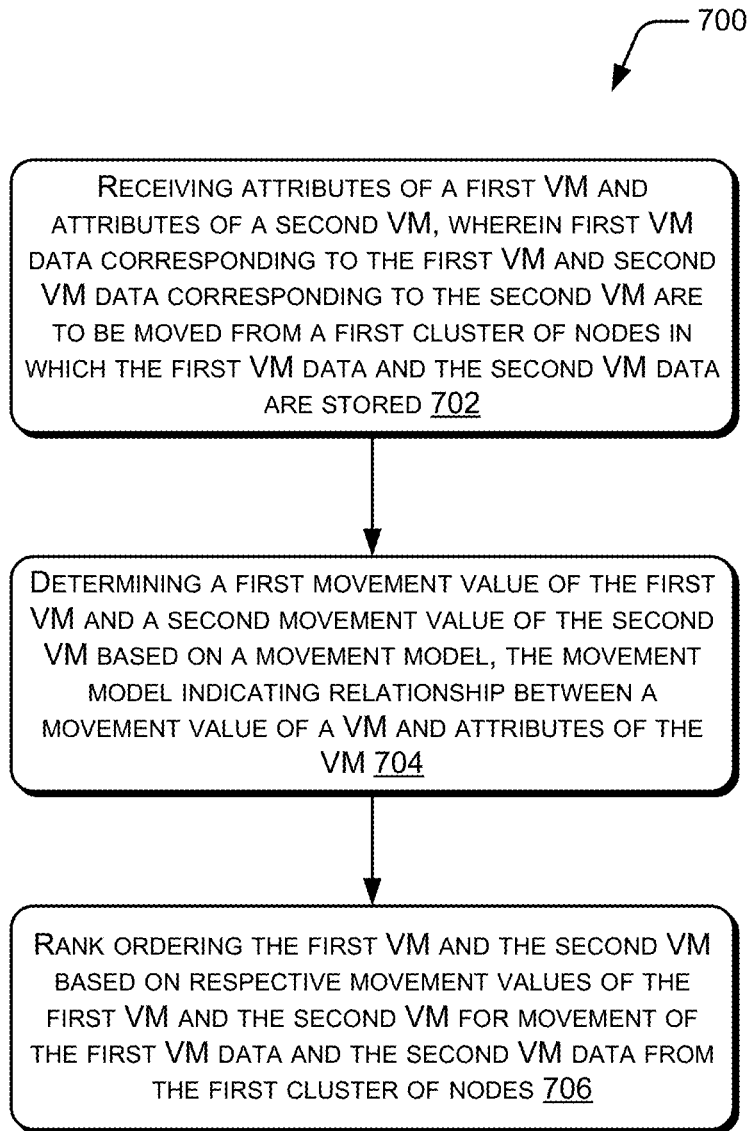 700
RECEIVING ATTRIBUTES OF A FIRST VM AND
ATTRIBUTES OF A SECOND VM, WHEREIN FIRST VM
DATA CORRESPONDING TO THE FIRST VM AND SECOND
VM DATA CORRESPONDING TO THE SECOND VM ARE
TO BE MOVED FROM A FIRST CLUSTER OF NODES IN
WHICH THE FIRST VM DATA AND THE SECOND VM DATA
ARE STORED 702
DETERMINING A FIRST MOVEMENT VALUE OF THE FIRST
VM AND A SECOND MOVEMENT VALUE OF THE SECOND
VM BASED ON A MOVEMENT MODEL, THE MOVEMENT
MODEL INDICATING RELATIONSHIP BETWEEN A
MOVEMENT VALUE OF A VM AND ATTRIBUTES OF THE
VM 704
RANK ORDERING THE FIRST VM AND THE SECOND VM
BASED ON RESPECTIVE MOVEMENT VALUES OF THE
FIRST VM AND THE SECOND VM FOR MOVEMENT OF
THE FIRST VM DATA AND THE SECOND VM DATA FROM
THE FIRST CLUSTER OF NODES 706